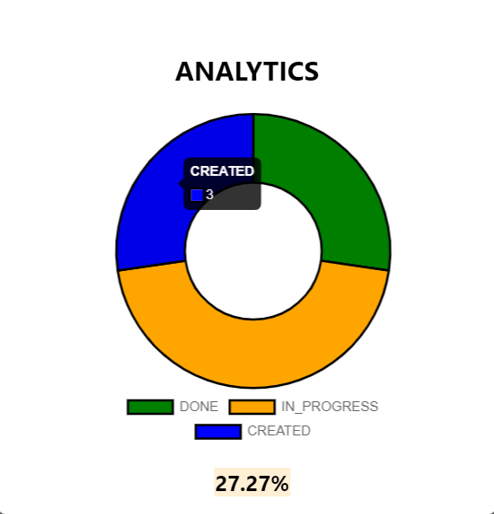 ANALYTICS
CREATED
3
DONE IN_PROGRESS
CREATED
27.27%